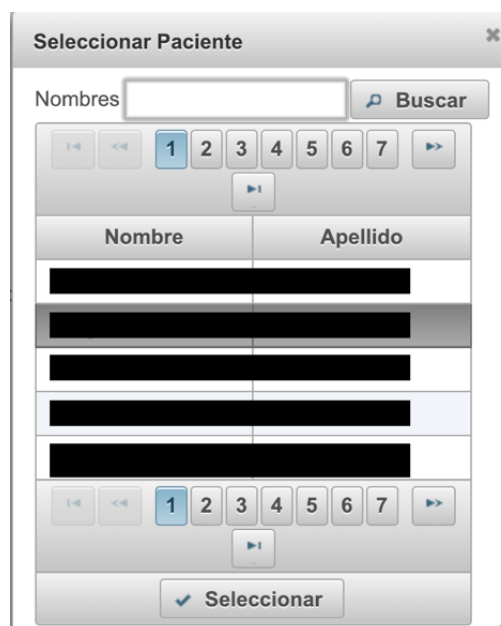 Seleccionar Paciente
Nombres Buscar
1 2 3 4 5 6 7
Nombre Apellido
1 2 3 4 5 6 7
Seleccionar